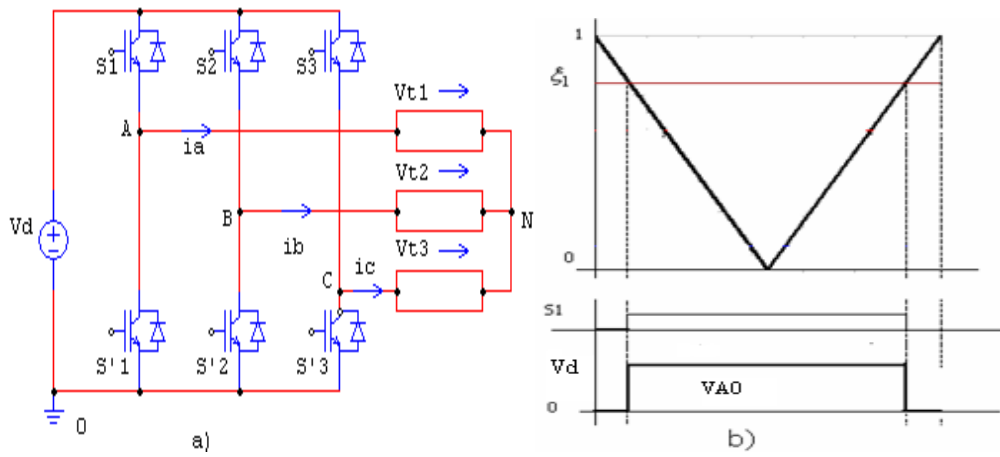 S1
S2
S3
Vt1
A
ia
Vt2
Vd
B
ib
N
Vt3
C
ic
S'1
S'2
S'3
0
a)
1
ξ1
0
S1
Vd
VA0
0
b)